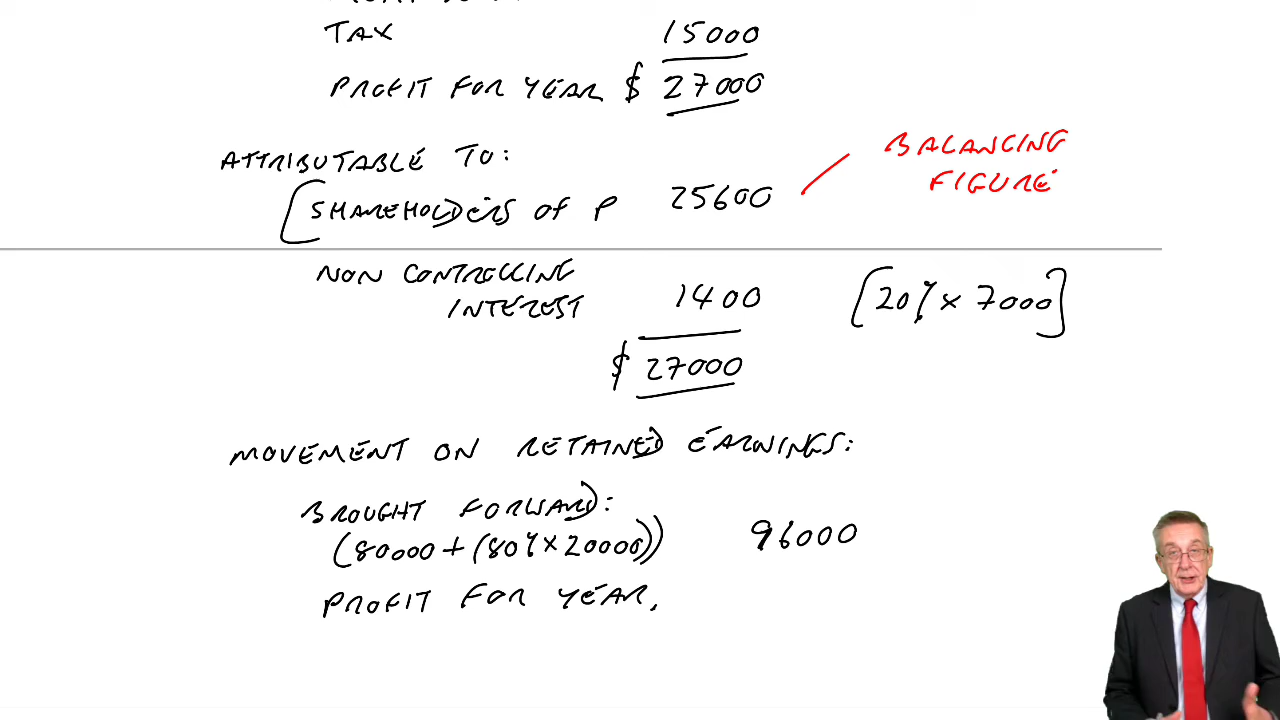 TAX 15000
PROFIT FOR YEAR $ 27000
ATTRIBUTABLE TO:
BALANCING
FIGURE
[SHAREHOLDERS OF P 25600
NON CONTROLLING
INTEREST 1400 [20% x 7000]
$ 27000
MOVEMENT ON RETAINED EARNINGS:
BROUGHT FORWARD:
(80000 + (80% x 20000)) 96000
PROFIT FOR YEAR,